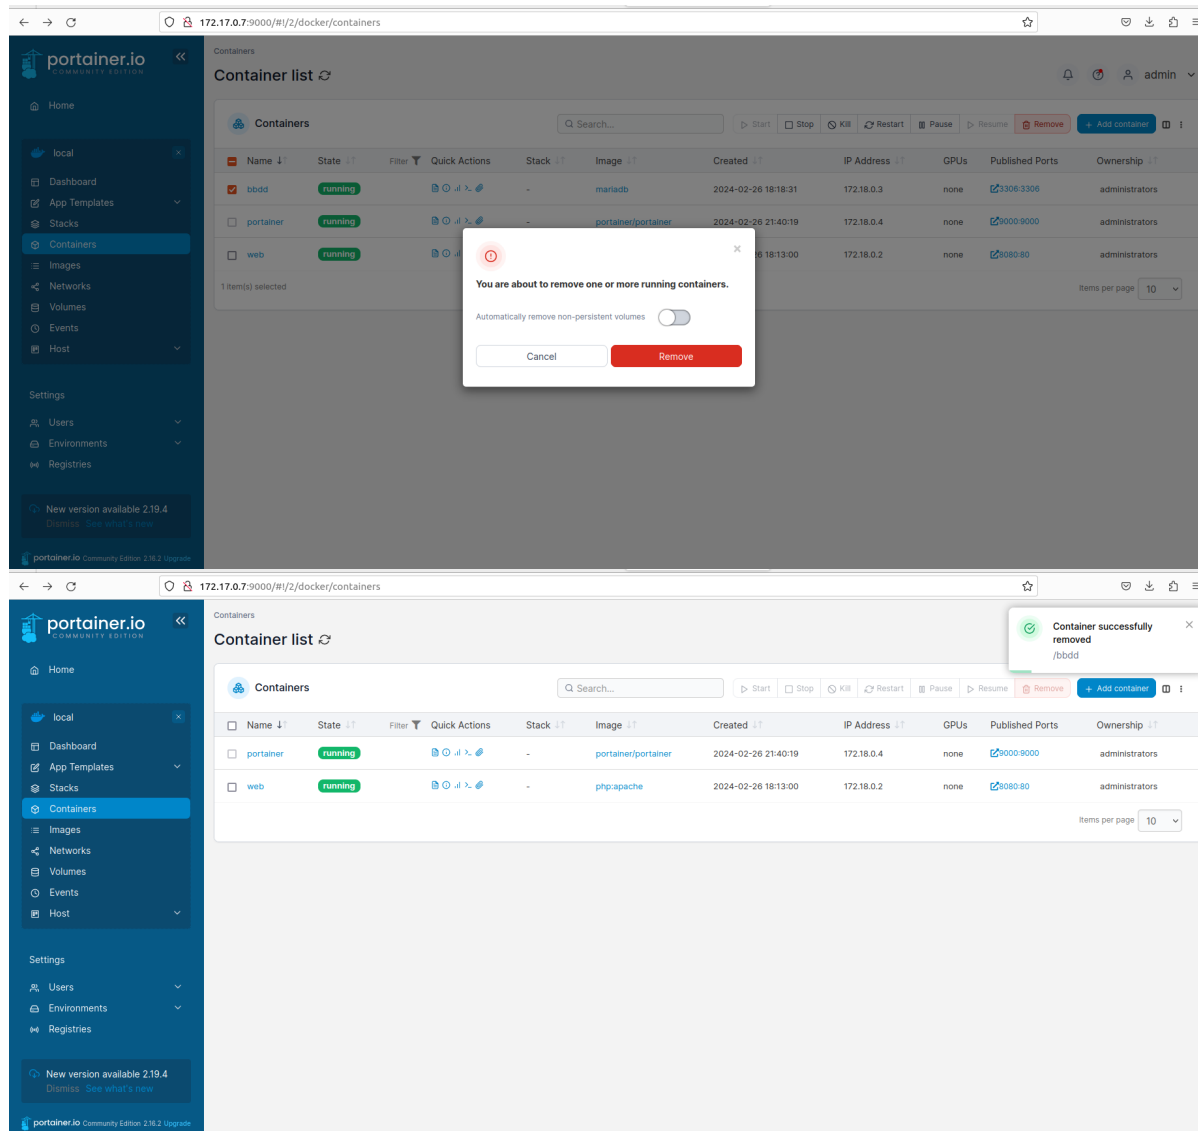 172.17.0.7:9000/#!/2/docker/containers
portainer.io
COMMUNITY EDITION
Home
local
Dashboard
App Templates
Stacks
Containers
Images
Networks
Volumes
Events
Host
Settings
Users
Environments
Registries
New version available 2.19.4
Dismiss See what's new
portainer.io Community Edition 2.16.2 Upgrade
Containers
Container list
admin
Containers
Search...
Start Stop Kill Restart Pause Resume Remove + Add container
Name State Filter Quick Actions Stack Image Created IP Address GPUs Published Ports Ownership
bbdd running - mariadb 2024-02-26 18:18:31 172.18.0.3 none 3306:3306 administrators
portainer running - portainer/portainer 2024-02-26 21:40:19 172.18.0.4 none 9000:9000 administrators
web running 6 18:13:00 172.18.0.2 none 8080:80 administrators
1 item(s) selected
Items per page 10
You are about to remove one or more running containers.
Automatically remove non-persistent volumes
Cancel Remove
172.17.0.7:9000/#!/2/docker/containers
portainer.io
COMMUNITY EDITION
Home
local
Dashboard
App Templates
Stacks
Containers
Images
Networks
Volumes
Events
Host
Settings
Users
Environments
Registries
New version available 2.19.4
Dismiss See what's new
portainer.io Community Edition 2.16.2 Upgrade
Containers
Container list
Container successfully
removed
/bbdd
Containers
Search...
Start Stop Kill Restart Pause Resume Remove + Add container
Name State Filter Quick Actions Stack Image Created IP Address GPUs Published Ports Ownership
portainer running - portainer/portainer 2024-02-26 21:40:19 172.18.0.4 none 9000:9000 administrators
web running - php:apache 2024-02-26 18:13:00 172.18.0.2 none 8080:80 administrators
Items per page 10